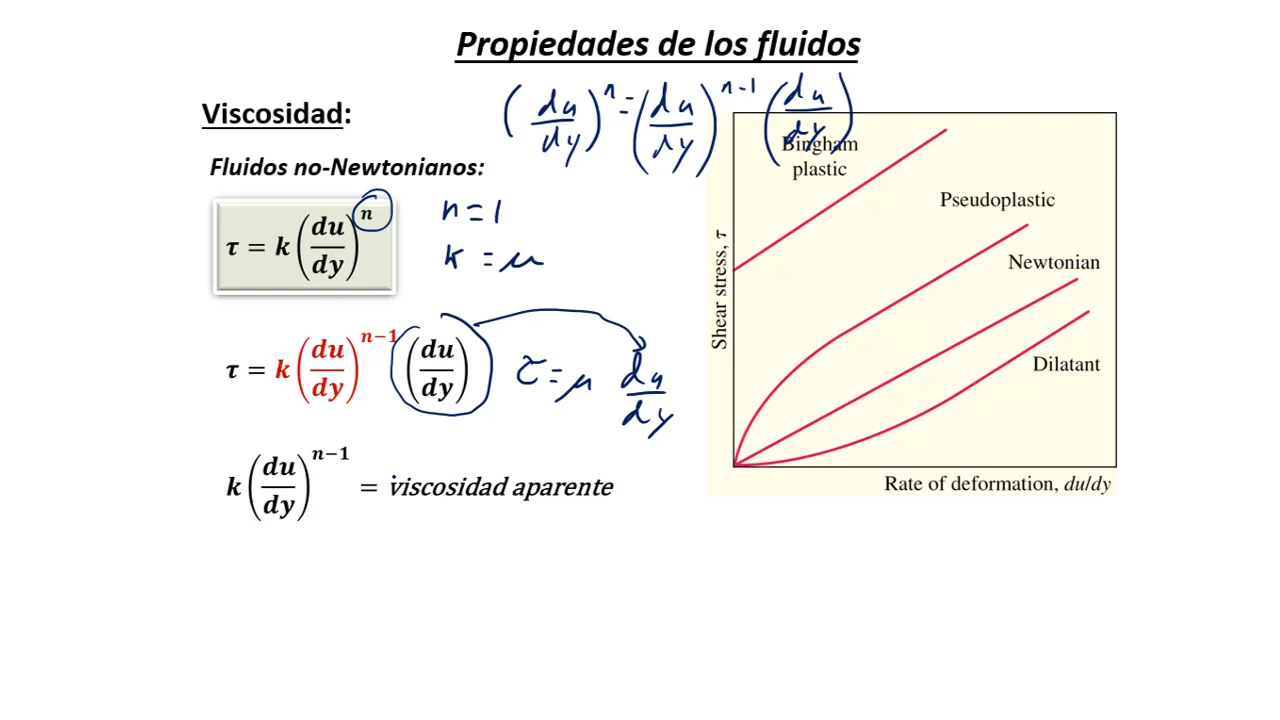 Propiedades de los fluidos
Viscosidad:
(du/dy)^n = (du/dy)^n-1 (du/dy)
Fluidos no-Newtonianos:
τ = k(du/dy)^n
n = 1
k = μ
τ = k(du/dy)^n−1 (du/dy)
τ = μ du/dy
k(du/dy)^n−1 = viscosidad aparente
Bingham
plastic
Pseudoplastic
Newtonian
Dilatant
Shear stress, τ
Rate of deformation, du/dy